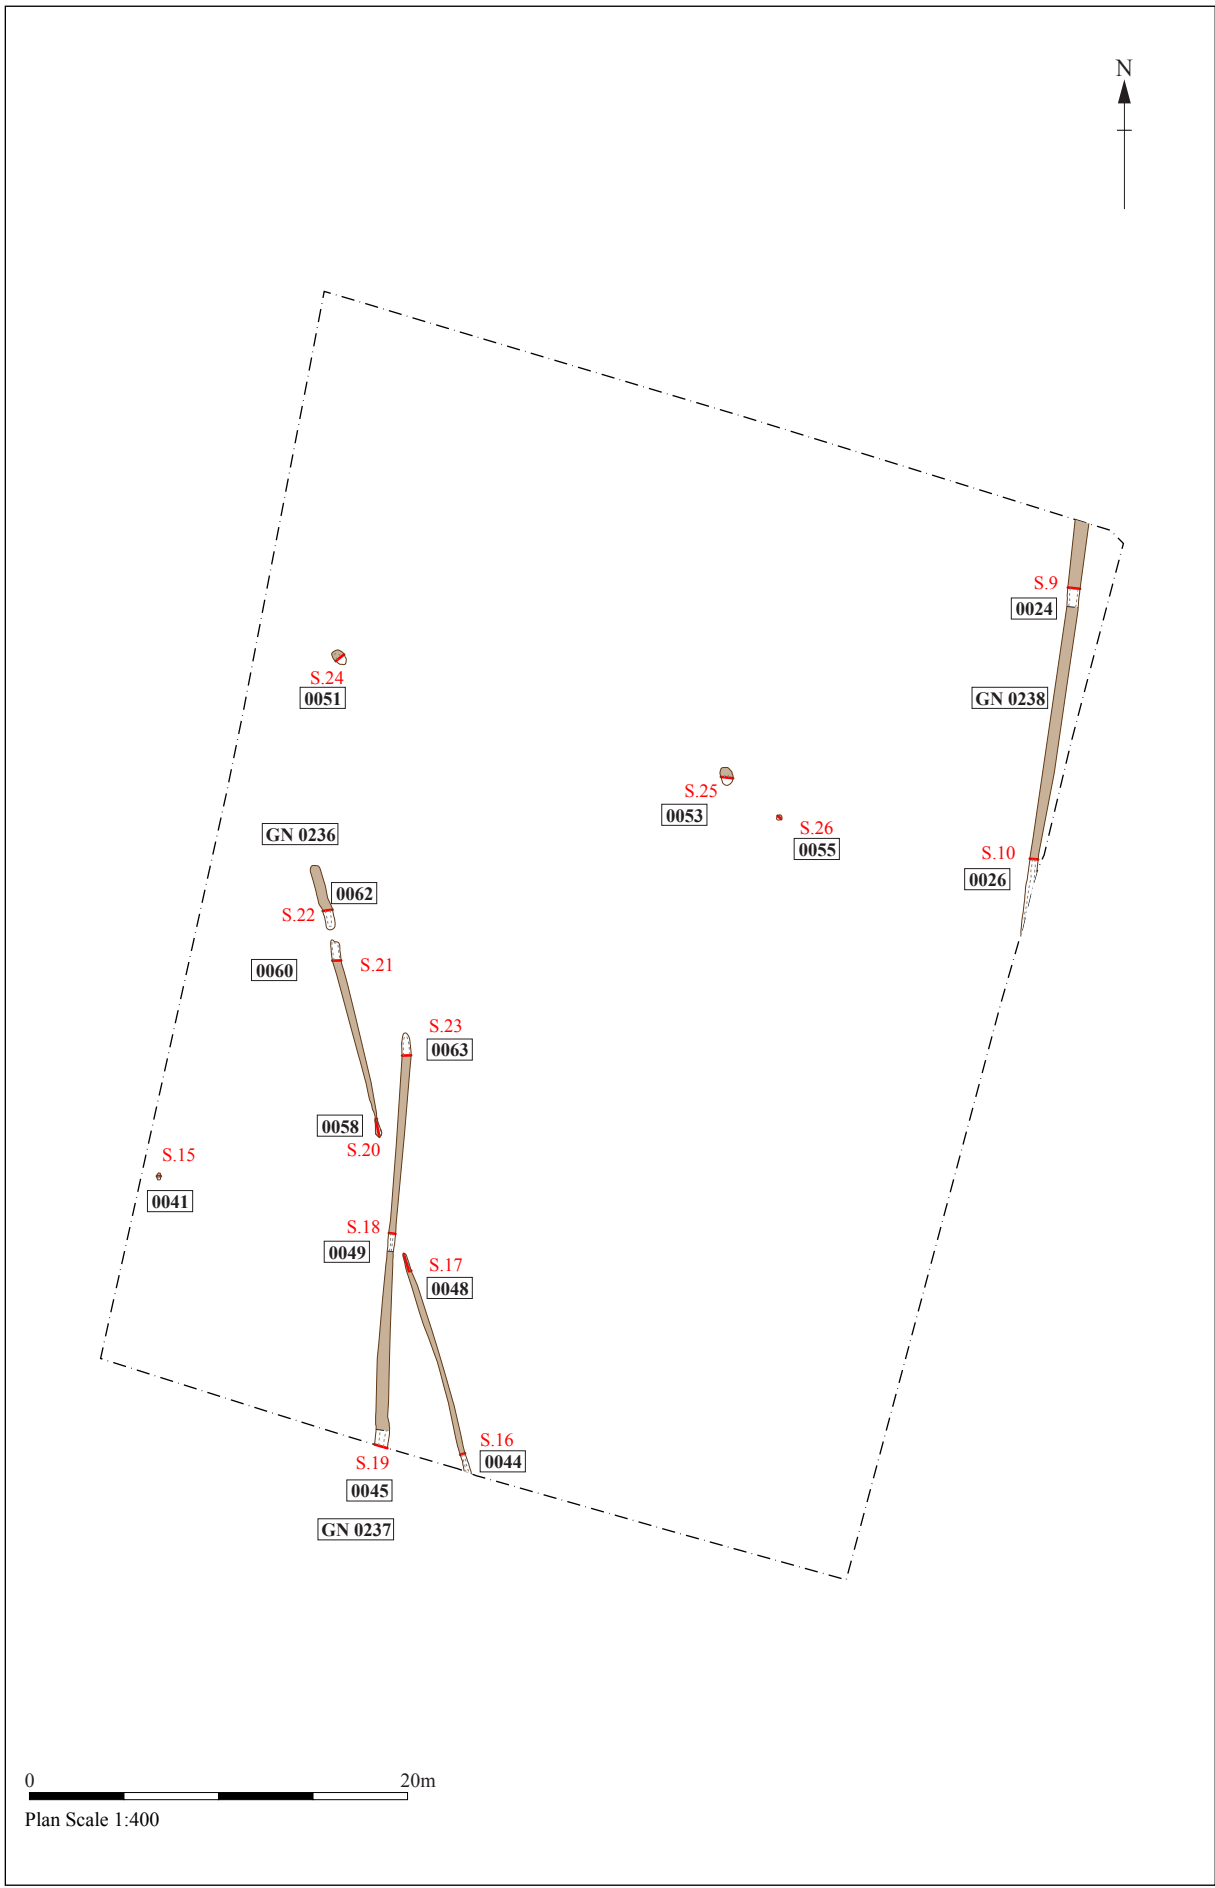 N
S.9
0024
S.24
0051
GN 0238
S.25
0053
S.26
0055
GN 0236
S.10
0026
0062
S.22
S.21
0060
S.23
0063
0058
S.20
S.15
0041
S.18
0049
S.17
0048
S.16
0044
S.19
0045
GN 0237
0 20m
Plan Scale 1:400